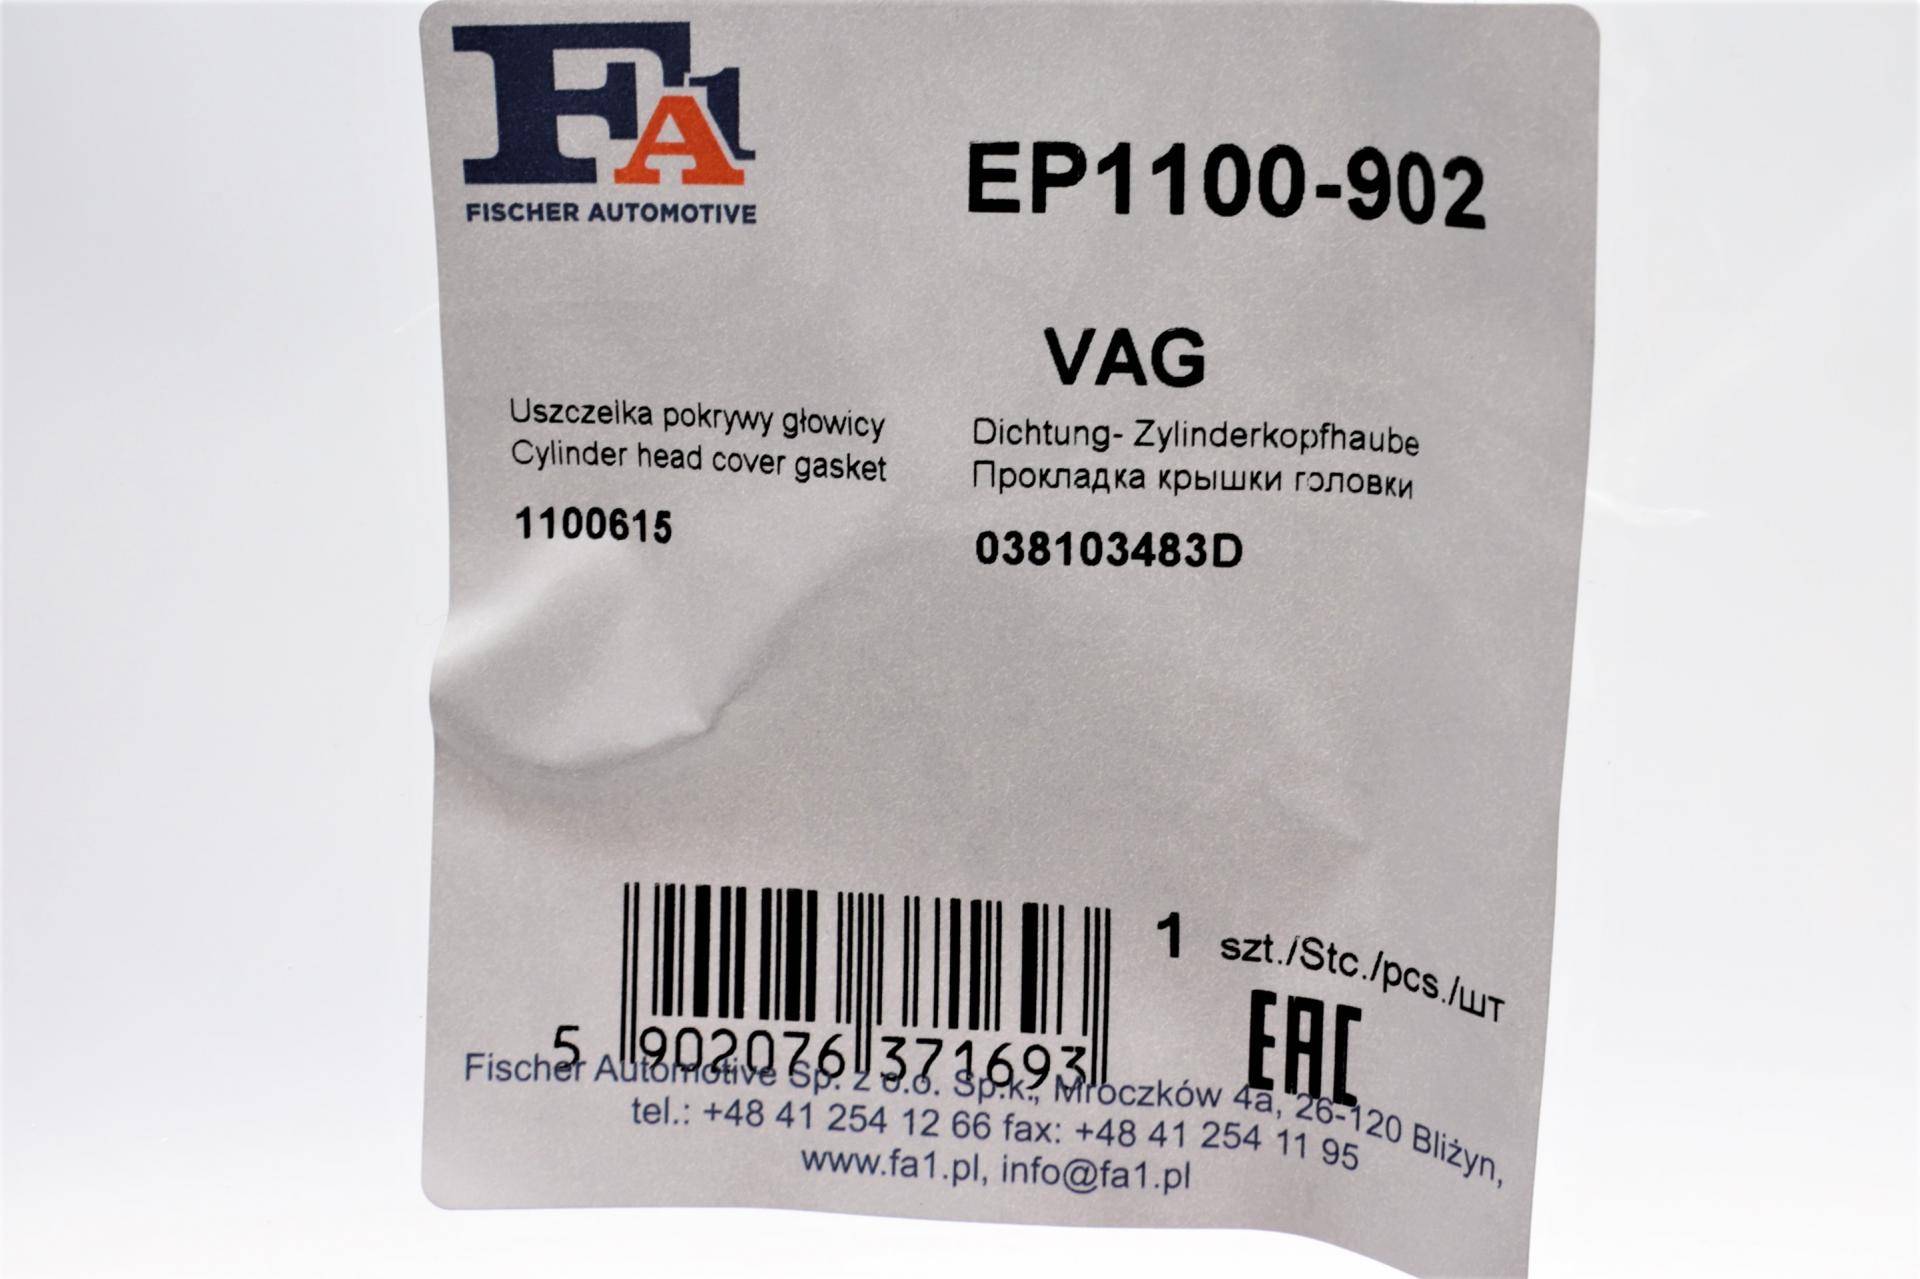 FA1
FISCHER AUTOMOTIVE
EP1100-902
VAG
Uszczelka pokrywy głowicy
Cylinder head cover gasket
1100615
Dichtung- Zylinderkopfhaube
Прокладка крышки головки
038103483D
1 szt./Stc./pcs./шт
EAC
5 902076 371693
Fischer Automotive Sp. z o.o. Sp.k., Mroczków 4a, 26-120 Bliżyn,
tel.: +48 41 254 12 66 fax: +48 41 254 11 95
www.fa1.pl, info@fa1.pl